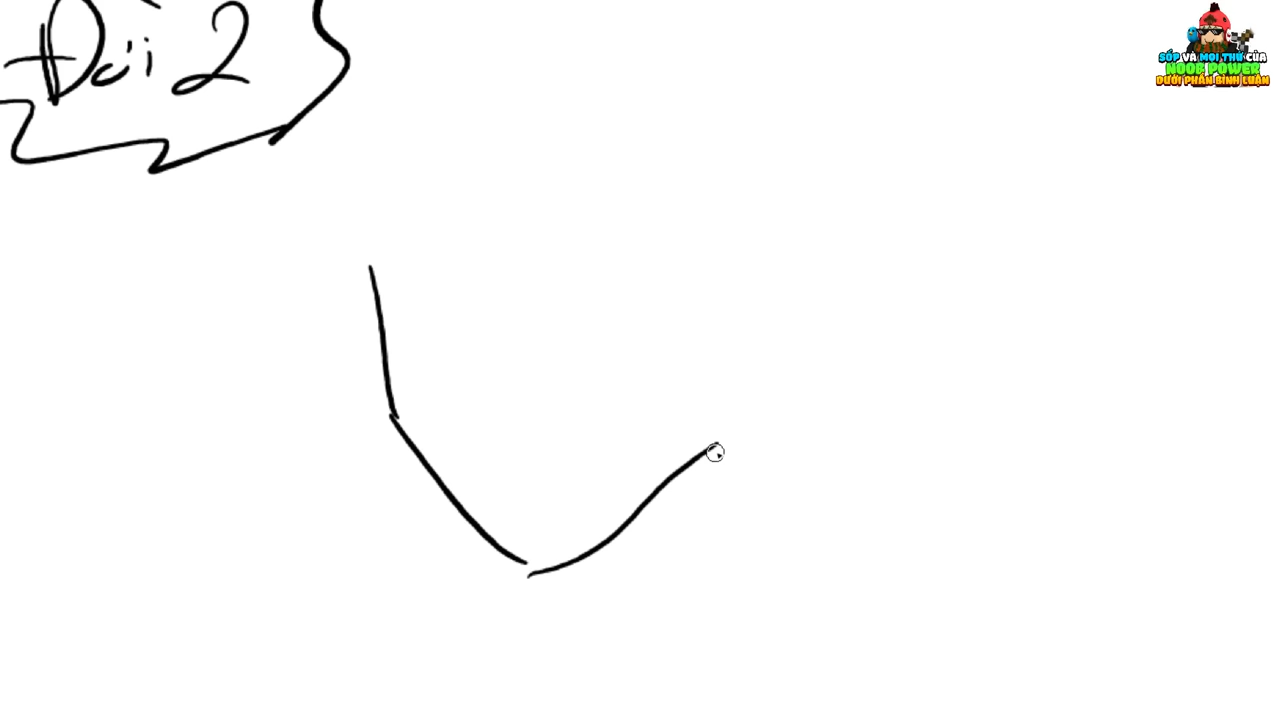 Đời 2
SỐP VÀ MỌI THỨ CỦA
NOOB POWER
DƯỚI PHẦN BÌNH LUẬN